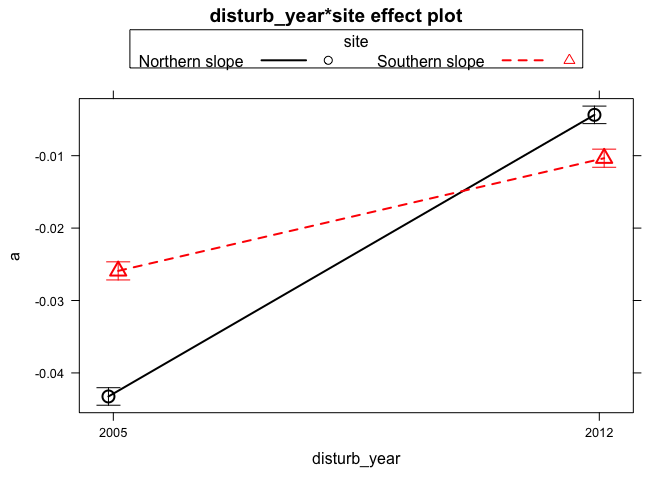 disturb_year*site effect plot
site
Northern slope Southern slope
-0.01
-0.02
-0.03
-0.04
a
2005 2012
disturb_year